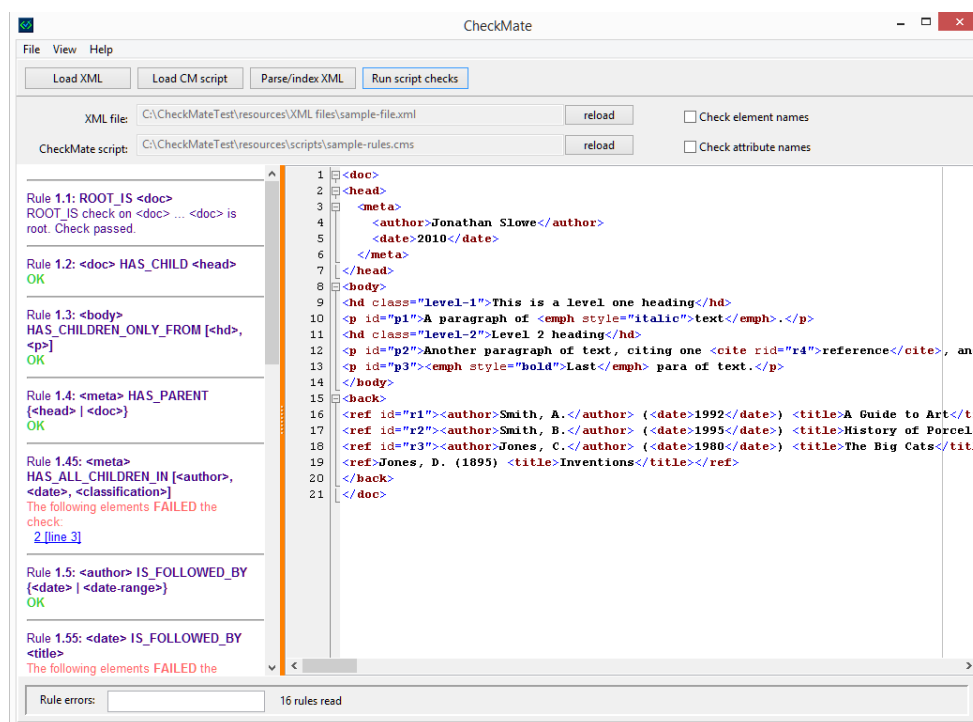 CheckMate
File View Help
Load XML Load CM script Parse/index XML Run script checks
XML file: C:\CheckMateTest\resources\XML files\sample-file.xml reload Check element names
CheckMate script: C:\CheckMateTest\resources\scripts\sample-rules.cms reload Check attribute names
Rule 1.1: ROOT_IS <doc>
ROOT_IS check on <doc> ... <doc> is
root. Check passed.
Rule 1.2: <doc> HAS_CHILD <head>
OK
Rule 1.3: <body>
HAS_CHILDREN_ONLY_FROM [<hd>,
<p>]
OK
Rule 1.4: <meta> HAS_PARENT
{<head> | <doc>}
OK
Rule 1.45: <meta>
HAS_ALL_CHILDREN_IN [<author>,
<date>, <classification>]
The following elements FAILED the
check:
2 [line 3]
Rule 1.5: <author> IS_FOLLOWED_BY
{<date> | <date-range>}
OK
Rule 1.55: <date> IS_FOLLOWED_BY
<title>
The following elements FAILED the
1 <doc>
2 <head>
3 <meta>
4 <author>Jonathan Slowe</author>
5 <date>2010</date>
6 </meta>
7 </head>
8 <body>
9 <hd class="level-1">This is a level one heading</hd>
10 <p id="p1">A paragraph of <emph style="italic">text</emph>.</p>
11 <hd class="level-2">Level 2 heading</hd>
12 <p id="p2">Another paragraph of text, citing one <cite rid="r4">reference</cite>, an
13 <p id="p3"><emph style="bold">Last</emph> para of text.</p>
14 </body>
15 <back>
16 <ref id="r1"><author>Smith, A.</author> (<date>1992</date>) <title>A Guide to Art</t
17 <ref id="r2"><author>Smith, B.</author> (<date>1995</date>) <title>History of Porcel
18 <ref id="r3"><author>Jones, C.</author> (<date>1980</date>) <title>The Big Cats</tit
19 <ref>Jones, D. (1895) <title>Inventions</title></ref>
20 </back>
21 </doc>
Rule errors: 16 rules read